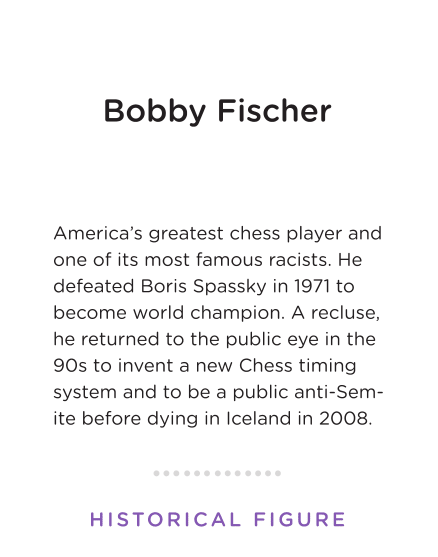 Bobby Fischer
America’s greatest chess player and
one of its most famous racists. He
defeated Boris Spassky in 1971 to
become world champion. A recluse,
he returned to the public eye in the
90s to invent a new Chess timing
system and to be a public anti-Sem-
ite before dying in Iceland in 2008.
HISTORICAL FIGURE